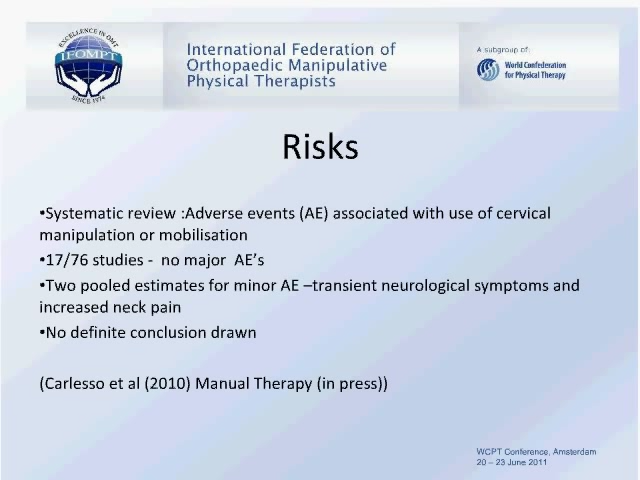 EXCELLENCE IN OMT
IFOMPT
SINCE 1974
International Federation of
Orthopaedic Manipulative
Physical Therapists
A subgroup of:
World Confederation
for Physical Therapy
Risks
•Systematic review :Adverse events (AE) associated with use of cervical
manipulation or mobilisation
•17/76 studies - no major AE’s
•Two pooled estimates for minor AE –transient neurological symptoms and
increased neck pain
•No definite conclusion drawn
(Carlesso et al (2010) Manual Therapy (in press))
WCPT Conference, Amsterdam
20 – 23 June 2011